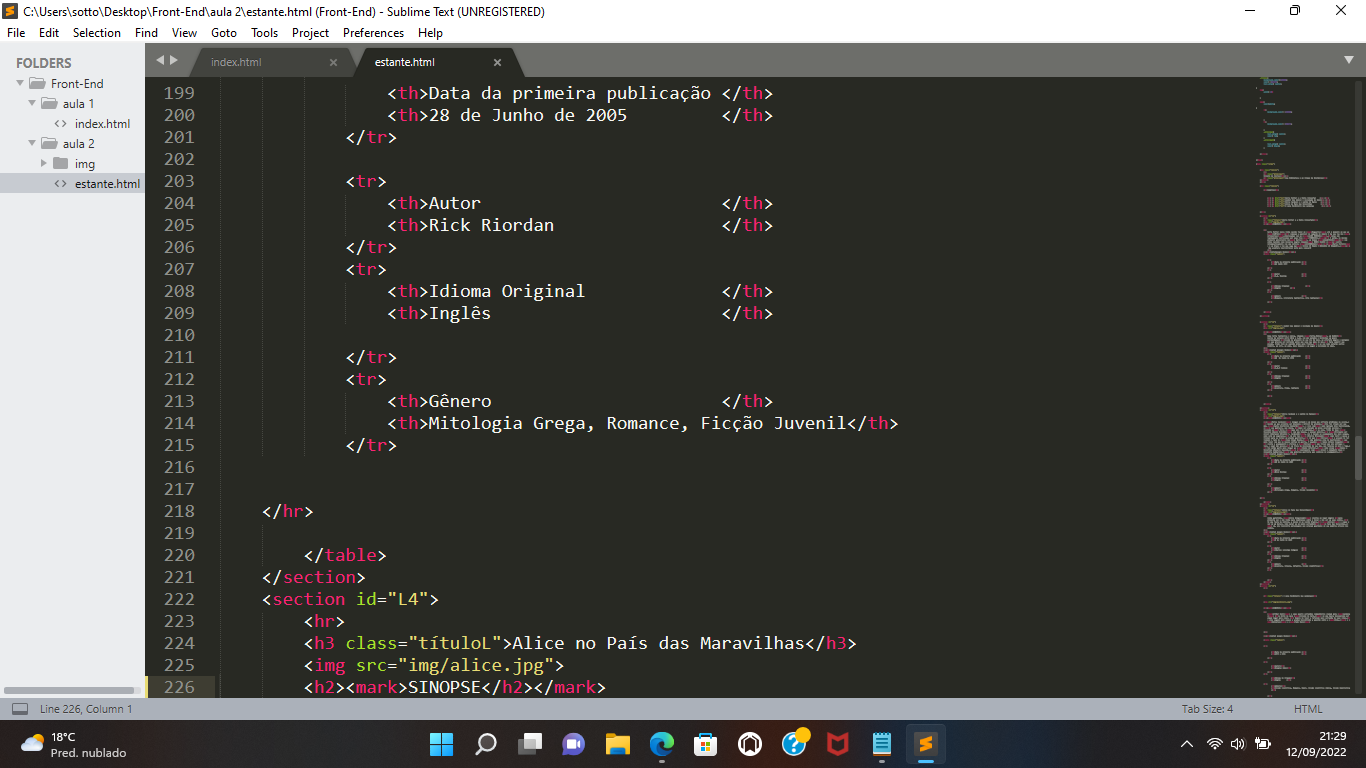 C:\Users\sotto\Desktop\Front-End\aula 2\estante.html (Front-End) - Sublime Text (UNREGISTERED)
File Edit Selection Find View Goto Tools Project Preferences Help
FOLDERS
Front-End
aula 1
index.html
aula 2
img
estante.html
index.html × estante.html ×
199 <th>Data da primeira publicação </th>
200 <th>28 de Junho de 2005 </th>
201 </tr>
202
203 <tr>
204 <th>Autor </th>
205 <th>Rick Riordan </th>
206 </tr>
207 <tr>
208 <th>Idioma Original </th>
209 <th>Inglês </th>
210
211 </tr>
212 <tr>
213 <th>Gênero </th>
214 <th>Mitologia Grega, Romance, Ficção Juvenil</th>
215 </tr>
216
217
218 </hr>
219
220 </table>
221 </section>
222 <section id="L4">
223 <hr>
224 <h3 class="títuloL">Alice no País das Maravilhas</h3>
225 <img src="img/alice.jpg">
226 <h2><mark>SINOPSE</h2></mark>
Line 226, Column 1 Tab Size: 4 HTML
18°C
Pred. nublado
21:29
12/09/2022